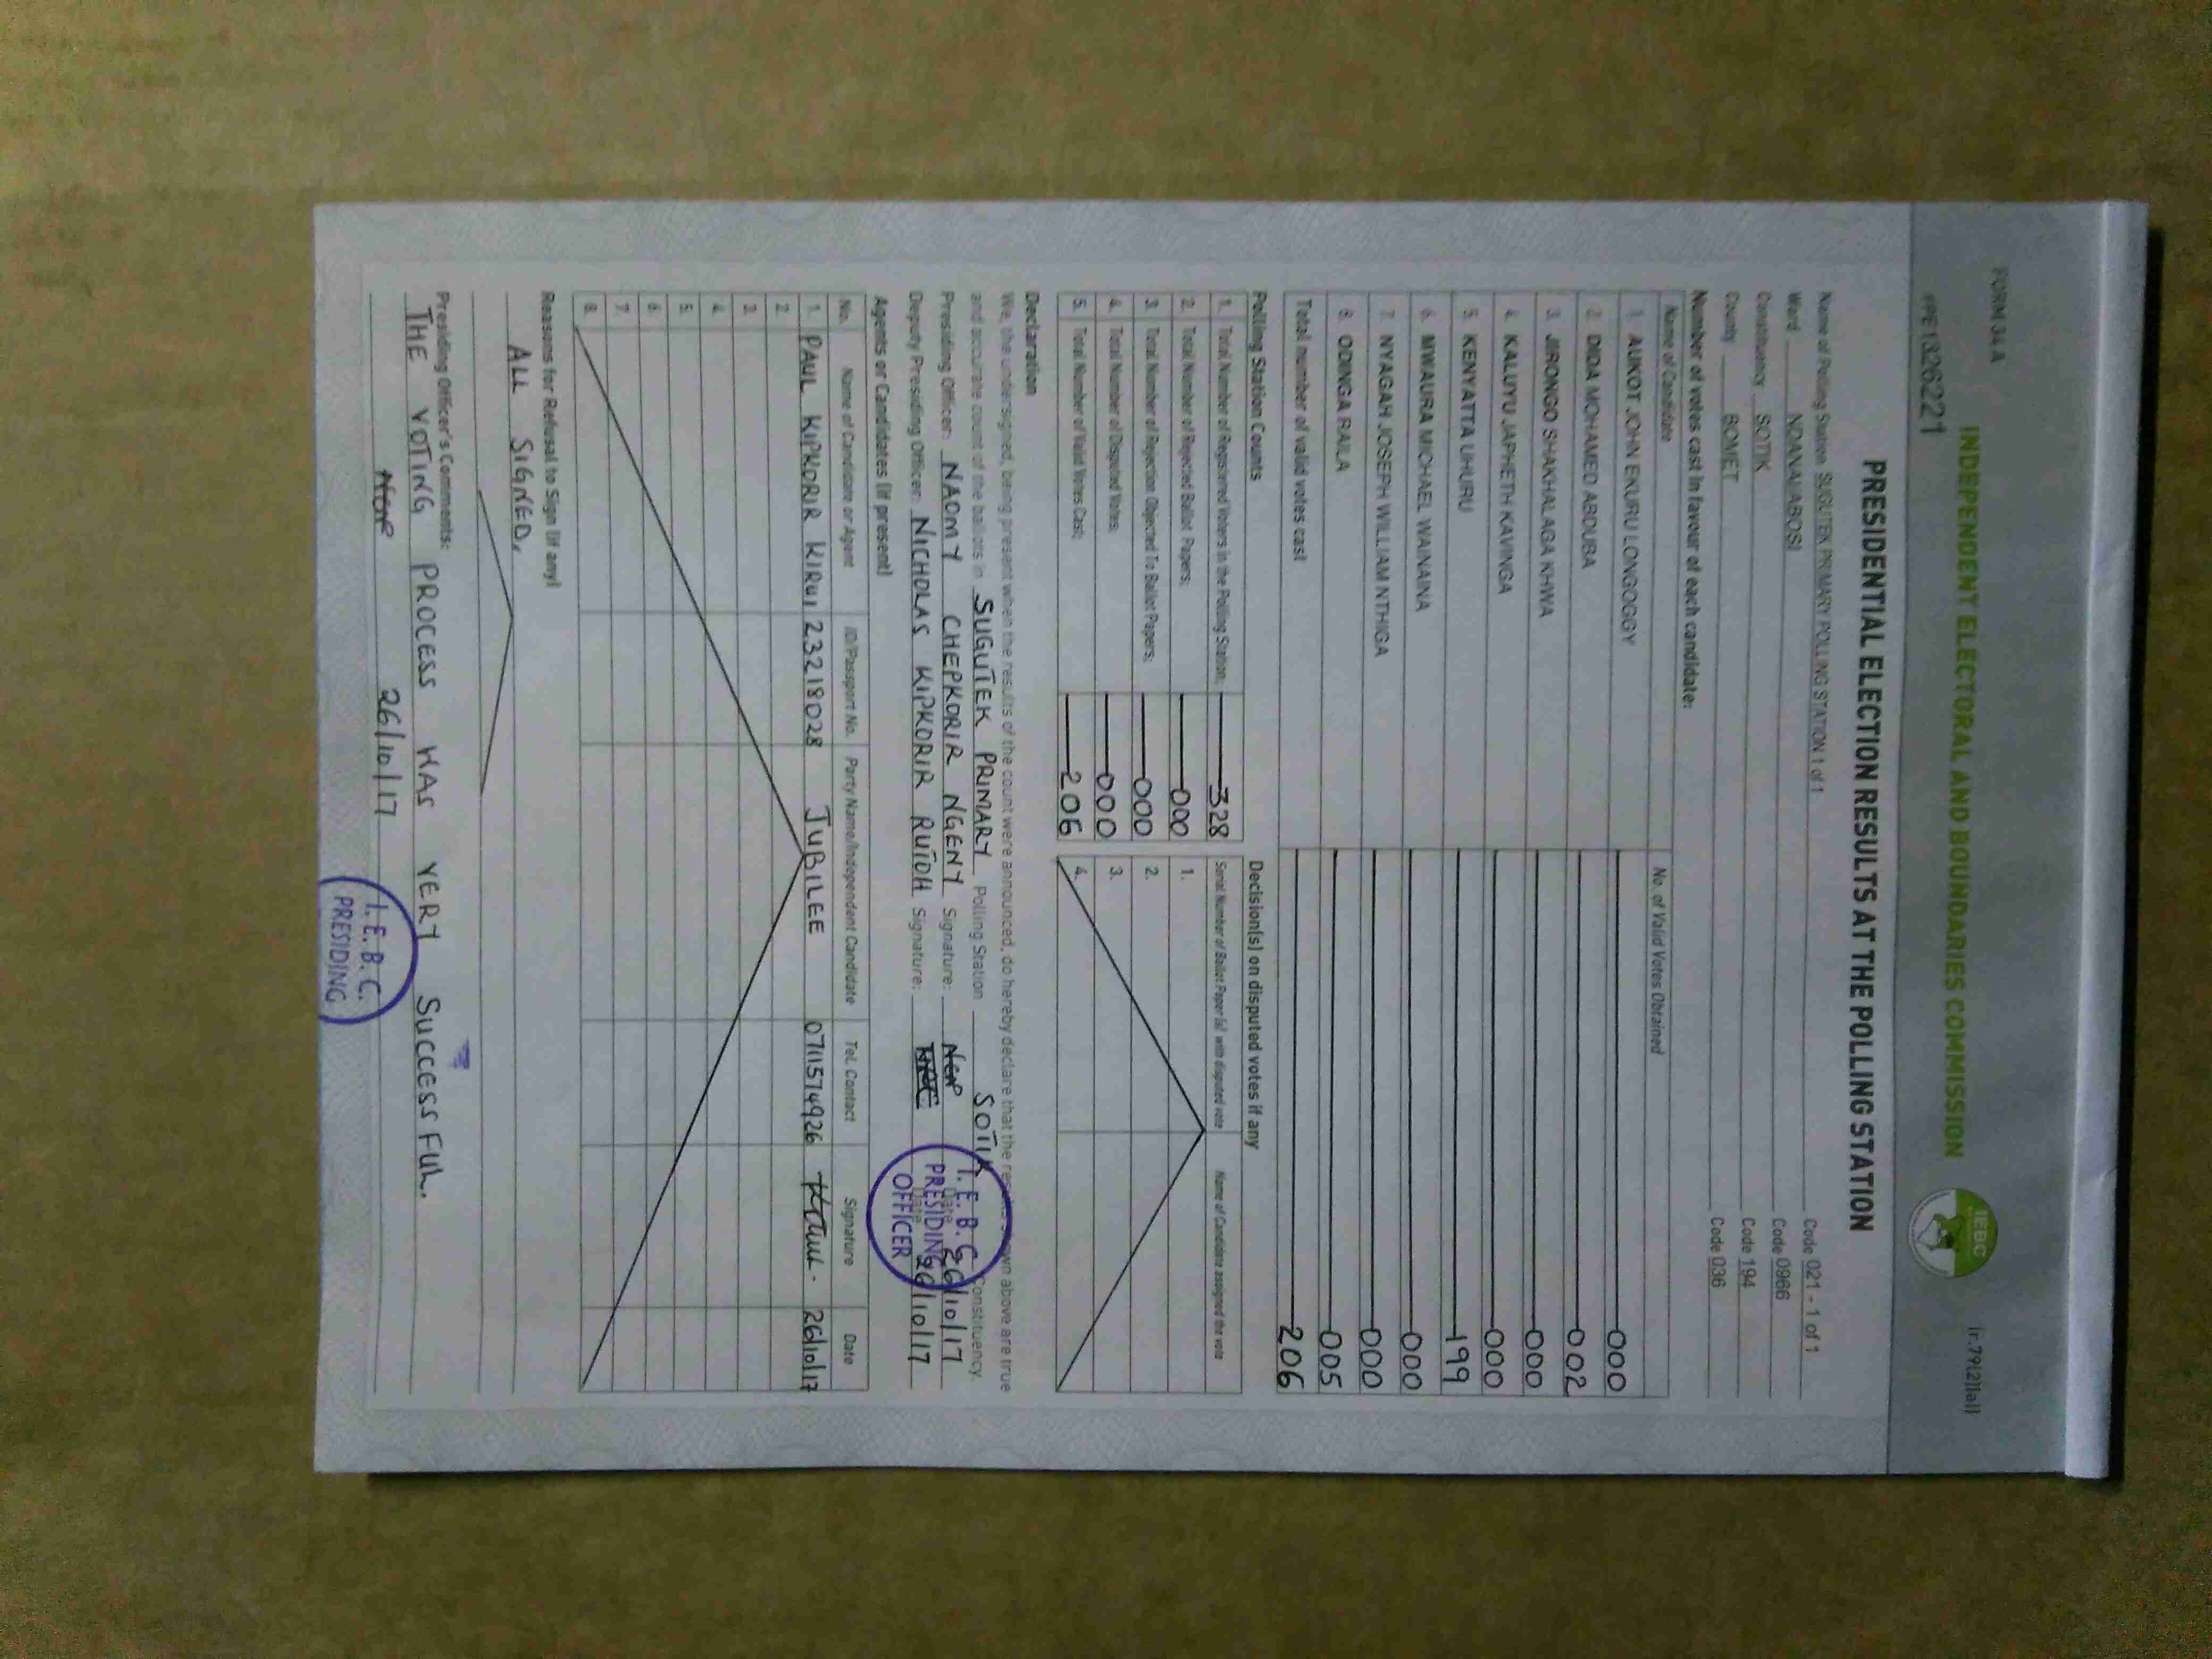 FORM 34 A
(r.79(2)(a))
INDEPENDENT ELECTORAL AND BOUNDARIES COMMISSION
IEBC
PRE1326221
PRESIDENTIAL ELECTION RESULTS AT THE POLLING STATION
Name of Polling Station SUGUTEK PRIMARY POLLING STATION 1 of 1 Code 021 - 1 of 1
Ward NDANAI/ABOSI Code 0966
Constituency SOTIK Code 194
County BOMET Code 036
Number of votes cast in favour of each candidate:
Name of Candidate No. of Valid Votes Obtained
1. AUKOT JOHN EKURU LONGOGGY 000
2. DIDA MOHAMED ABDUBA 002
3. JIRONGO SHAKHALAGA KHWA 000
4. KALUYU JAPHETH KAVINGA 000
5. KENYATTA UHURU 199
6. MWAURA MICHAEL WAINAINA 000
7. NYAGAH JOSEPH WILLIAM NTHIGA 000
8. ODINGA RAILA 005
Total number of valid votes cast 206
Polling Station Counts
1. Total Number of Registered Voters in the Polling Station; 328
2. Total Number of Rejected Ballot Papers; 000
3. Total Number of Rejection Objected To Ballot Papers; 000
4. Total Number of Disputed Votes; 000
5. Total Number of Valid Votes Cast; 206
Decision(s) on disputed votes if any
Serial Number of Ballot Paper (s) with disputed vote Name of Candidate assigned the vote
1.
2.
3.
4.
Declaration
We, the undersigned, being present when the results of the count were announced, do hereby declare that the results shown above are true
and accurate count of the ballots in SUGUTEK PRIMARY Polling Station SOTIK Constituency.
Presiding Officer: NAOMY CHEPKORIR NGENY Signature: Date 26/10/17
Deputy Presiding Officer: NICHOLAS KIPKORIR RUTOH Signature: Date 26/10/17
I.E.B.C.
PRESIDING
OFFICER
Agents or Candidates (if present)
No. Name of Candidate or Agent ID/Passport No. Party Name/Independent Candidate Tel. Contact Signature Date
1. PAUL KIPKORIR KIRUI 23218028 JUBILEE 0711574926 26/10/17
2.
3.
4.
5.
6.
7.
8.
Reasons for Refusal to Sign (if any)
ALL SIGNED.
Presiding Officer's Comments:
THE VOTING PROCESS WAS VERY SUCCESSFUL.
26/10/17
I.E.B.C.
PRESIDING